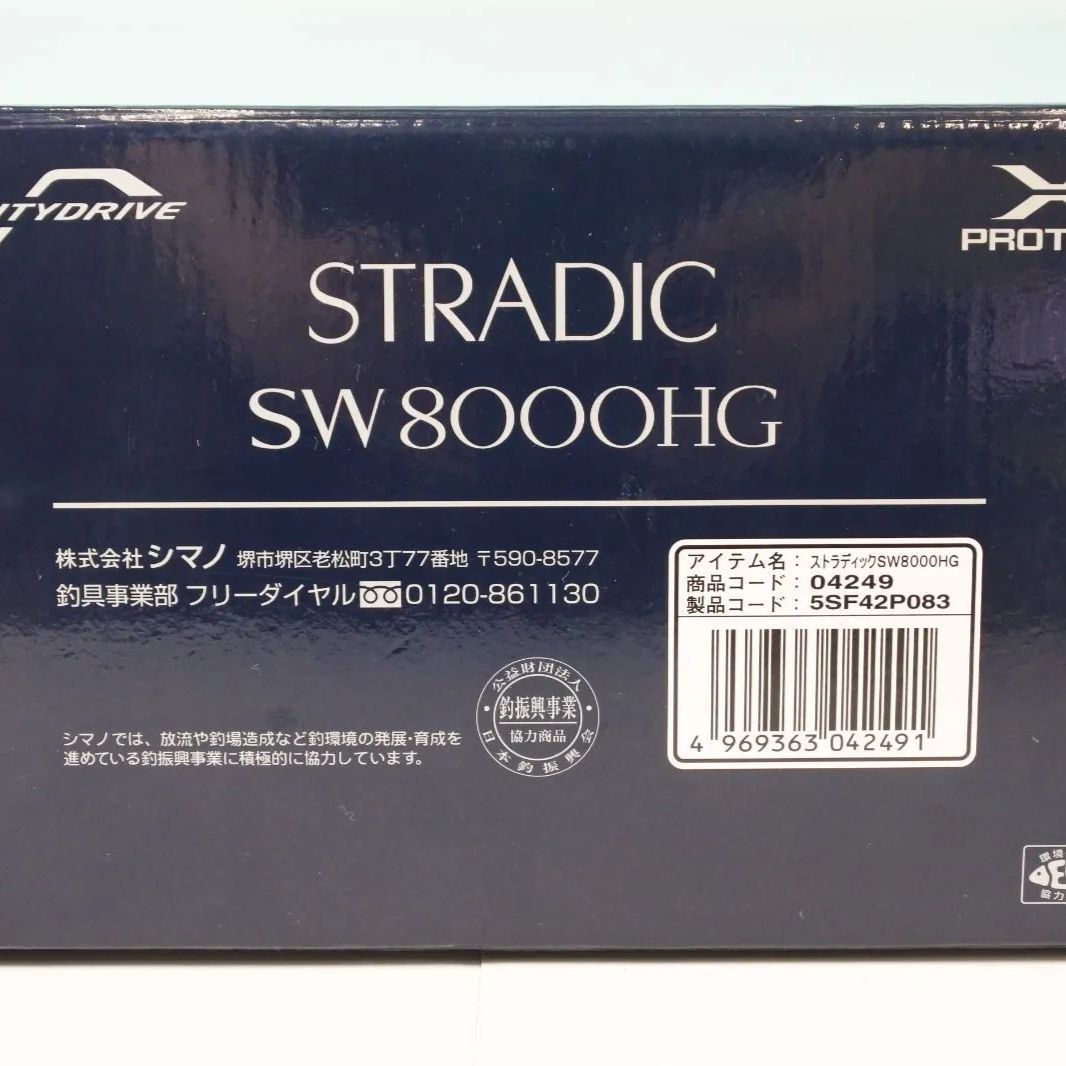 ITYDRIVE
X
PROT
STRADIC
SW 8000HG
株式会社 シマノ 堺市堺区老松町3丁77番地 〒590-8577
釣具事業部 フリーダイヤル 0120-861130
アイテム名: ストラディックSW8000HG
商品コード: 04249
製品コード: 5SF42P083
4 969363 042491
公益財団法人
釣振興事業
協力商品
日本釣振興会
シマノでは、放流や釣場造成など釣環境の発展・育成を
進めている釣振興事業に積極的に協力しています。
環境
協力